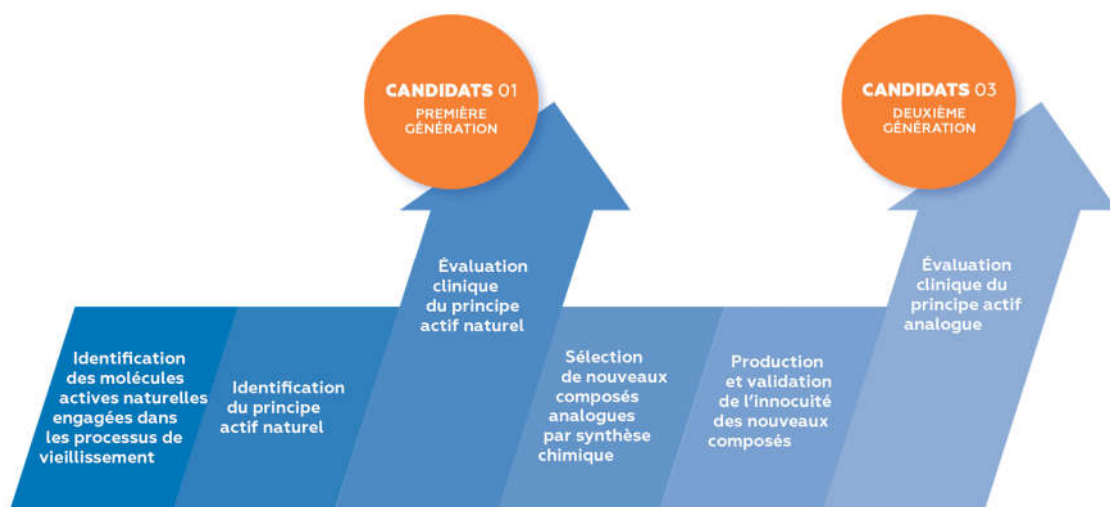 CANDIDATS 01
PREMIÈRE
GÉNÉRATION
CANDIDATS 03
DEUXIÈME
GÉNÉRATION
Identification
des molécules
actives naturelles
engagées dans
les processus de
vieillissement
Identification
du principe
actif naturel
Évaluation
clinique
du principe
actif naturel
Sélection
de nouveaux
composés
analogues
par synthèse
chimique
Production
et validation
de l’innocuité
des nouveaux
composés
Évaluation
clinique du
principe actif
analogue